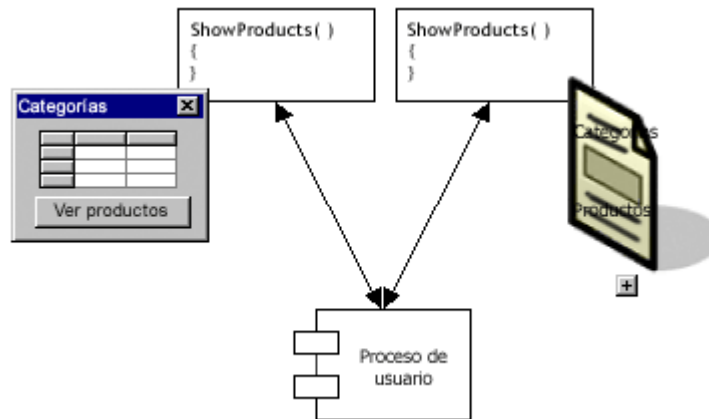 ShowProducts( )
{
}
ShowProducts( )
{
}
Categorías
Ver productos
Categorías
Productos
Proceso de
usuario